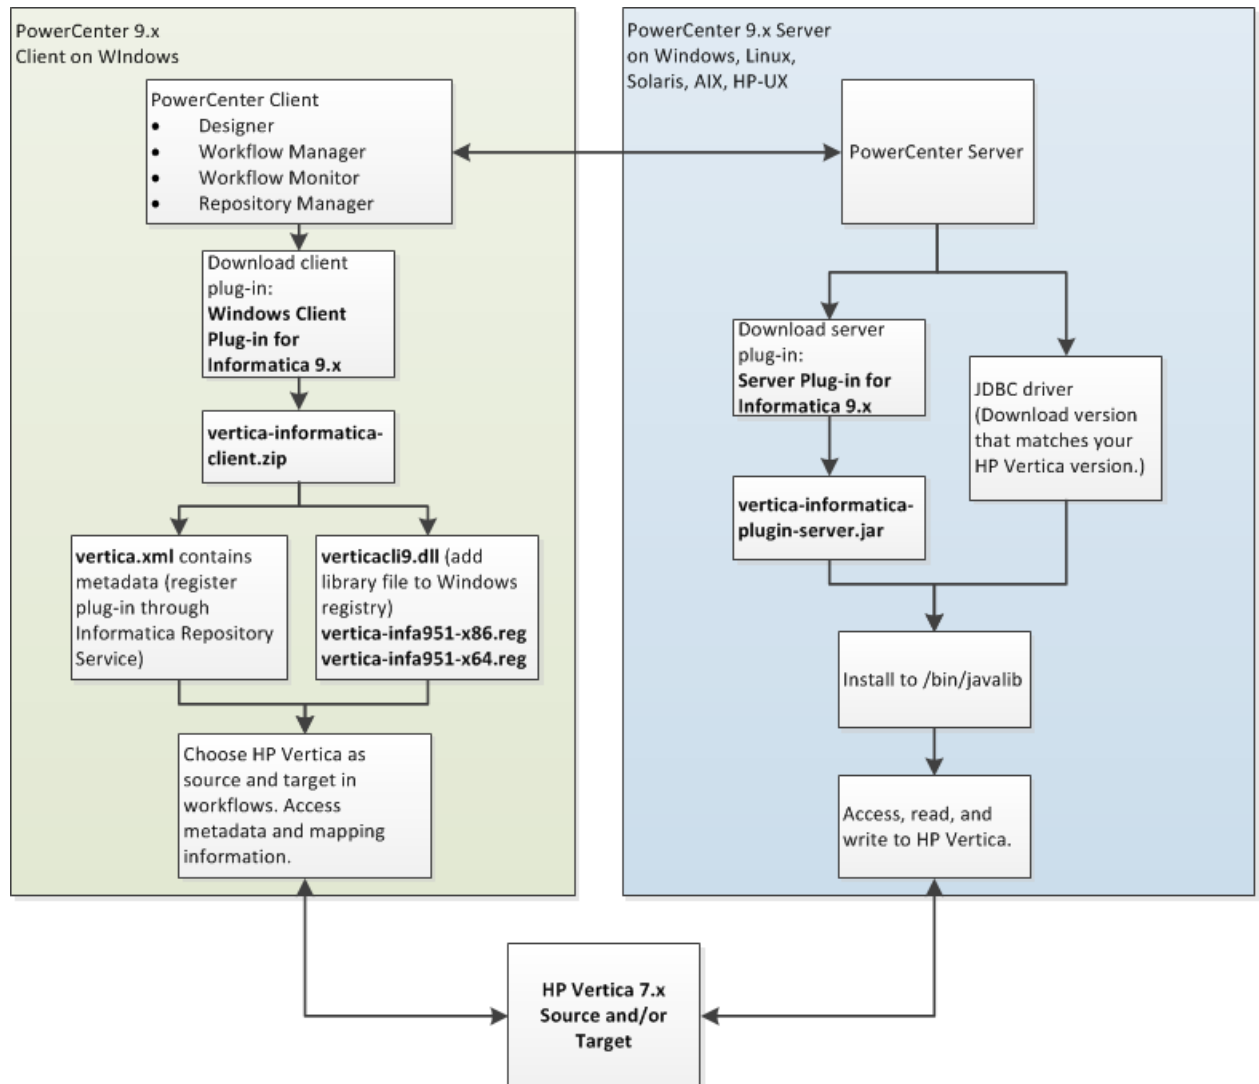 PowerCenter 9.x
Client on WIndows
PowerCenter Client
• Designer
• Workflow Manager
• Workflow Monitor
• Repository Manager
Download client
plug-in:
Windows Client
Plug-in for
Informatica 9.x
vertica-informatica-
client.zip
vertica.xml contains
metadata (register
plug-in through
Informatica Repository
Service)
verticacli9.dll (add
library file to Windows
registry)
vertica-infa951-x86.reg
vertica-infa951-x64.reg
Choose HP Vertica as
source and target in
workflows. Access
metadata and mapping
information.
PowerCenter 9.x Server
on Windows, Linux,
Solaris, AIX, HP-UX
PowerCenter Server
Download server
plug-in:
Server Plug-in for
Informatica 9.x
JDBC driver
(Download version
that matches your
HP Vertica version.)
vertica-informatica-
plugin-server.jar
Install to /bin/javalib
Access, read, and
write to HP Vertica.
HP Vertica 7.x
Source and/or
Target